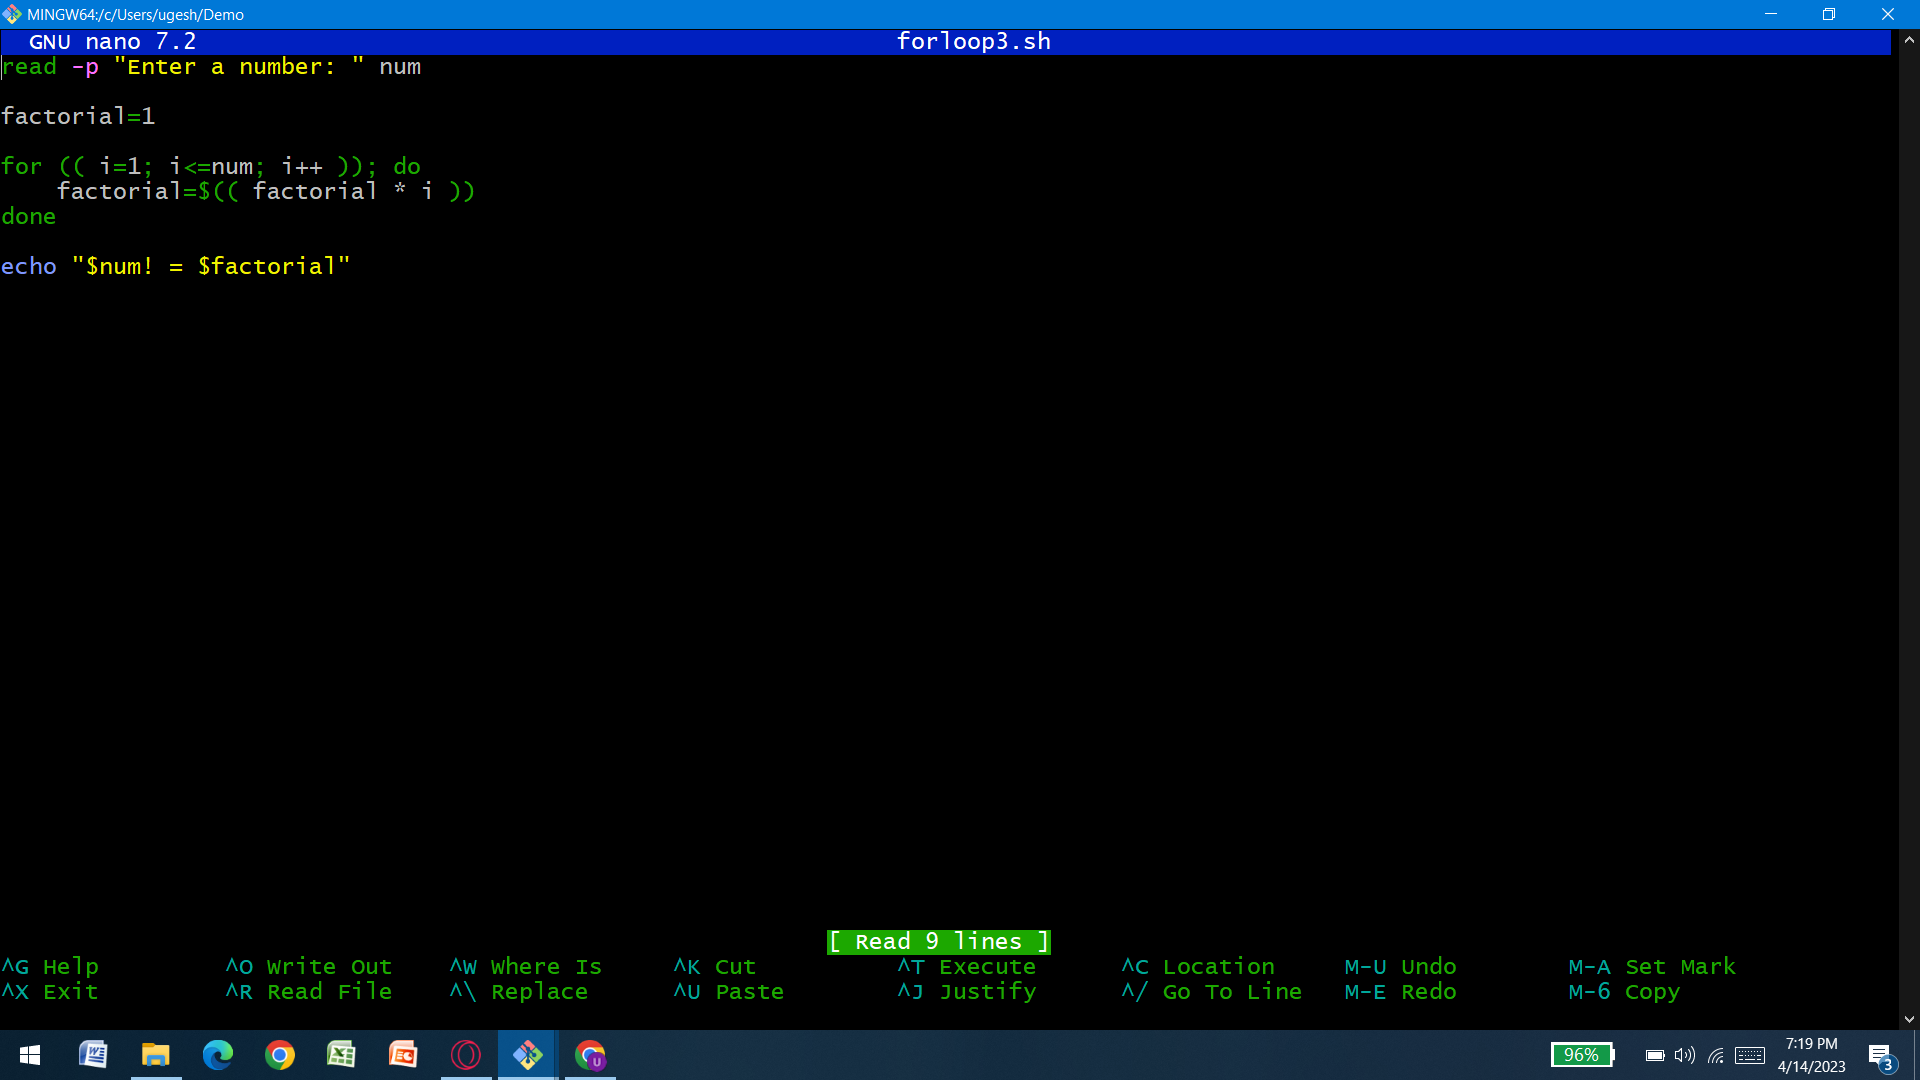 MINGW64:/c/Users/ugesh/Demo
GNU nano 7.2 forloop3.sh
read -p "Enter a number: " num
factorial=1
for (( i=1; i<=num; i++ )); do
    factorial=$(( factorial * i ))
done
echo "$num! = $factorial"
[ Read 9 lines ]
^G Help ^O Write Out ^W Where Is ^K Cut ^T Execute ^C Location M-U Undo M-A Set Mark
^X Exit ^R Read File ^\ Replace ^U Paste ^J Justify ^/ Go To Line M-E Redo M-6 Copy
96% 7:19 PM
4/14/2023 3
U